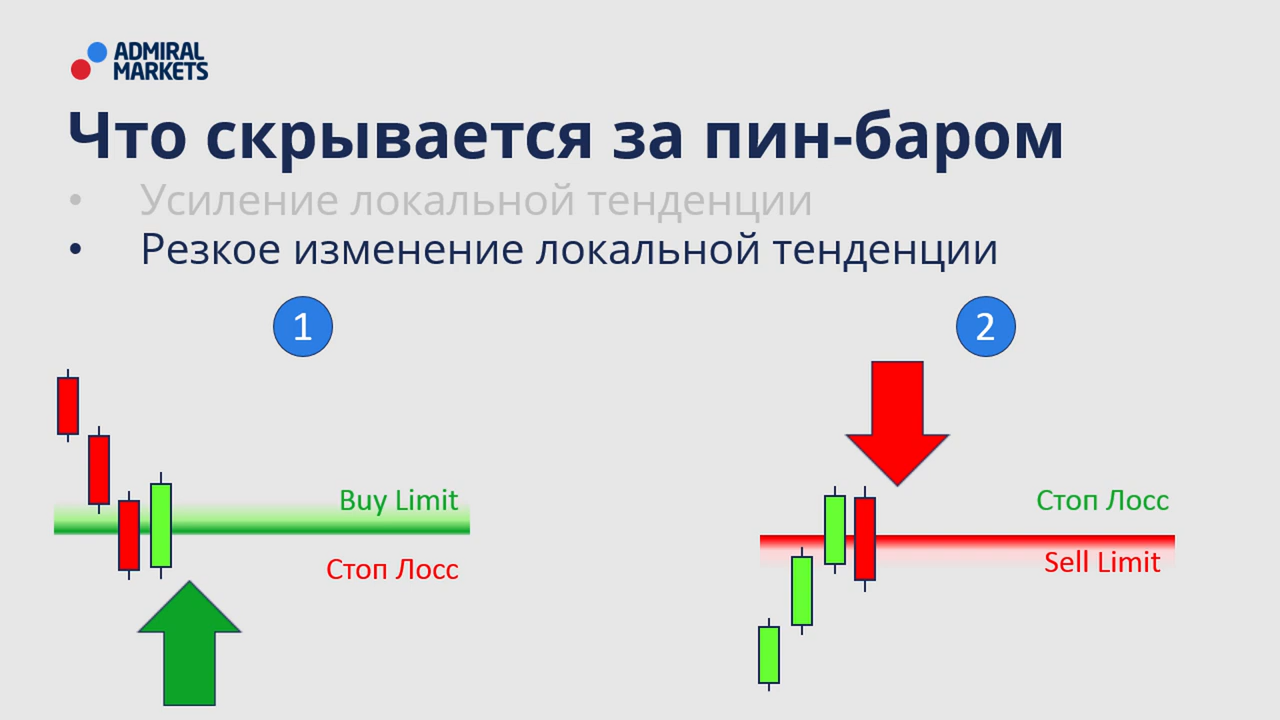 ADMIRAL
MARKETS
Что скрывается за пин-баром
• Усиление локальной тенденции
• Резкое изменение локальной тенденции
1
2
Buy Limit
Стоп Лосс
Стоп Лосс
Sell Limit